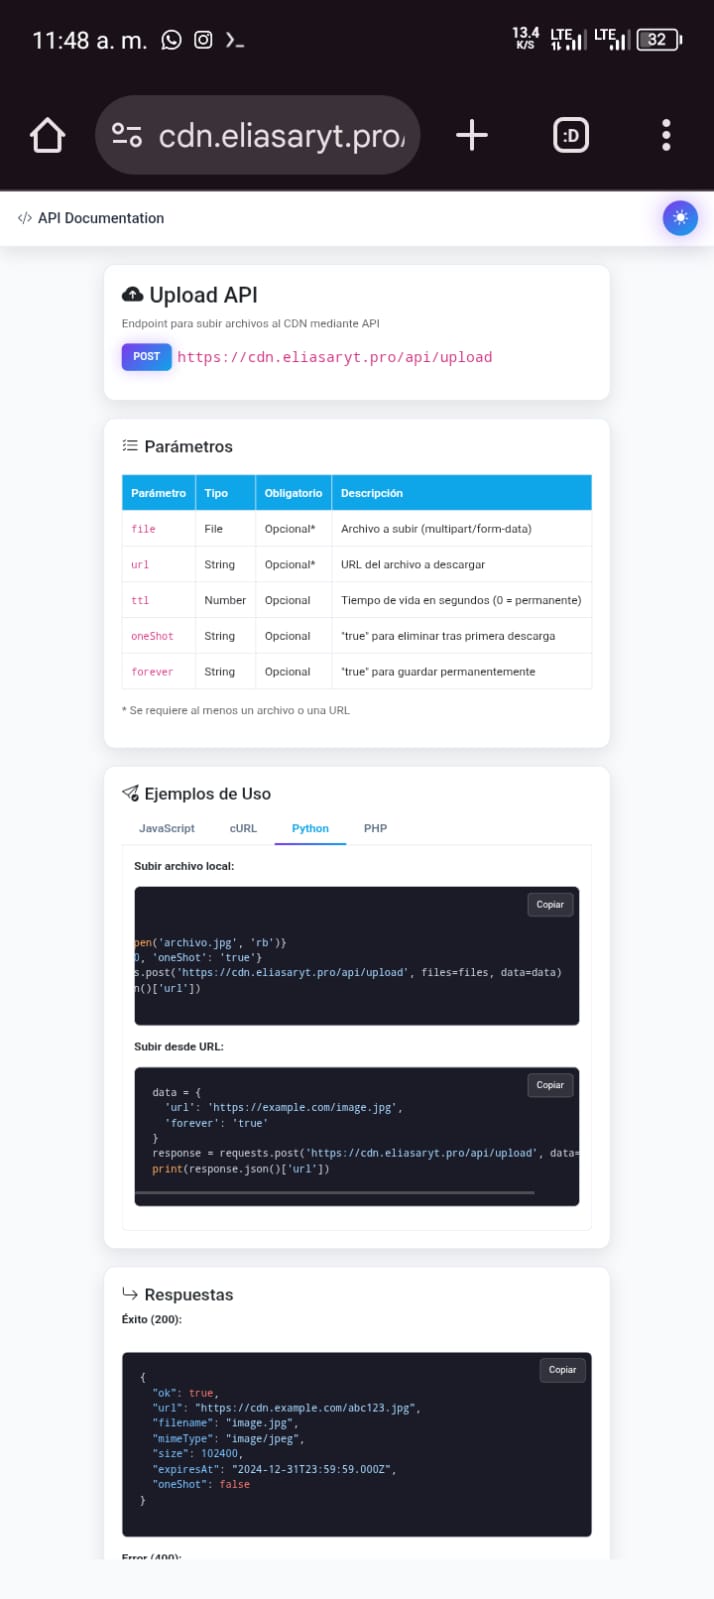 11:48 a. m.
13.4 K/S LTE LTE 32
cdn.eliasaryt.pro/
:D
</> API Documentation
Upload API
Endpoint para subir archivos al CDN mediante API
POST https://cdn.eliasaryt.pro/api/upload
Parámetros
Parámetro Tipo Obligatorio Descripción
file File Opcional* Archivo a subir (multipart/form-data)
url String Opcional* URL del archivo a descargar
ttl Number Opcional Tiempo de vida en segundos (0 = permanente)
oneShot String Opcional "true" para eliminar tras primera descarga
forever String Opcional "true" para guardar permanentemente
* Se requiere al menos un archivo o una URL
Ejemplos de Uso
JavaScript cURL Python PHP
Subir archivo local:
Copiar
pen('archivo.jpg', 'rb')}
0, 'oneShot': 'true'}
s.post('https://cdn.eliasaryt.pro/api/upload', files=files, data=data)
n()['url'])
Subir desde URL:
Copiar
data = {
'url': 'https://example.com/image.jpg',
'forever': 'true'
}
response = requests.post('https://cdn.eliasaryt.pro/api/upload', data=
print(response.json()['url'])
Respuestas
Éxito (200):
Copiar
{
"ok": true,
"url": "https://cdn.example.com/abc123.jpg",
"filename": "image.jpg",
"mimeType": "image/jpeg",
"size": 102400,
"expiresAt": "2024-12-31T23:59:59.000Z",
"oneShot": false
}
Error (400):